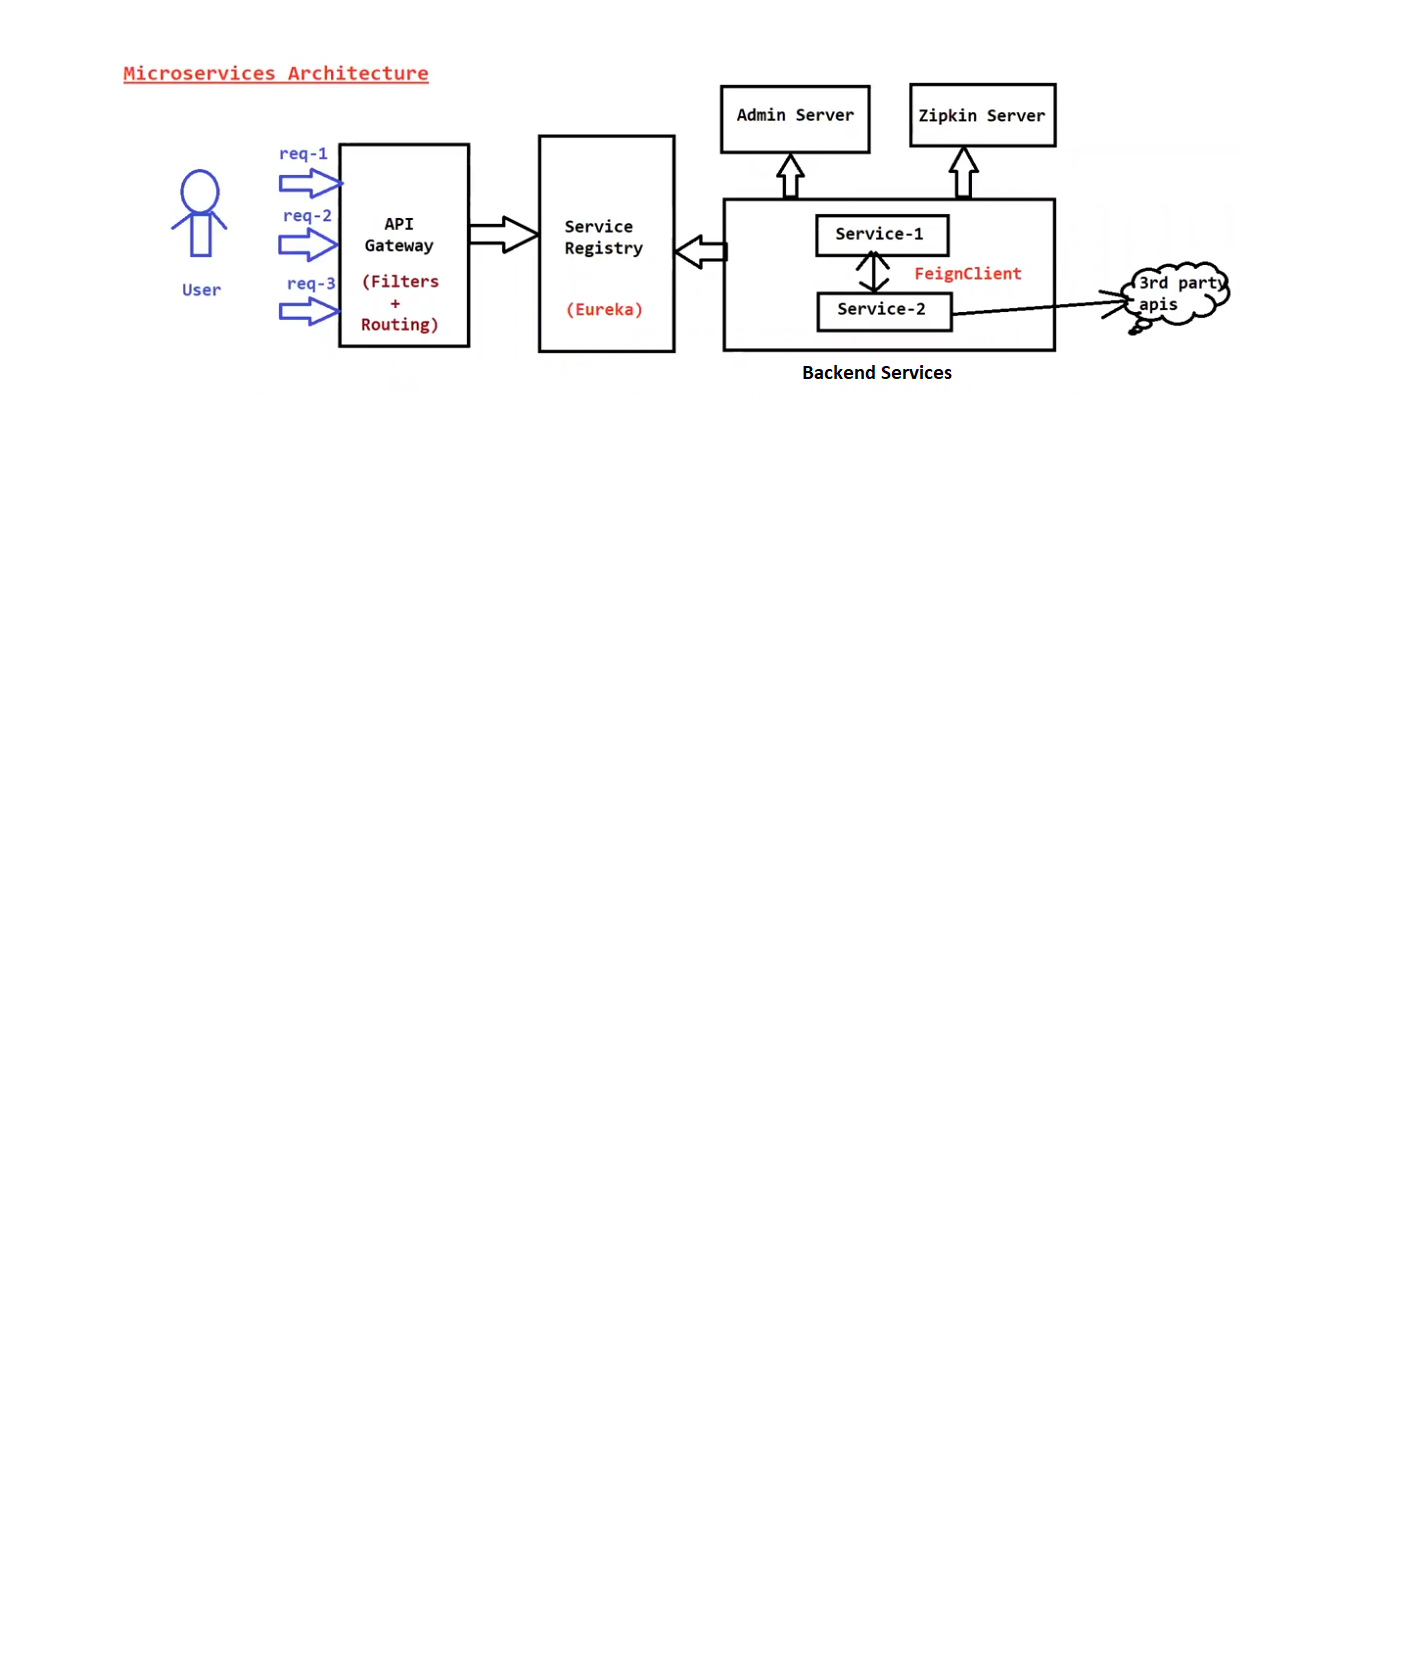 Microservices Architecture
req-1
req-2
req-3
User
API
Gateway
(Filters
+
Routing)
Service
Registry
(Eureka)
Admin Server
Zipkin Server
Service-1
FeignClient
Service-2
3rd party
apis
Backend Services